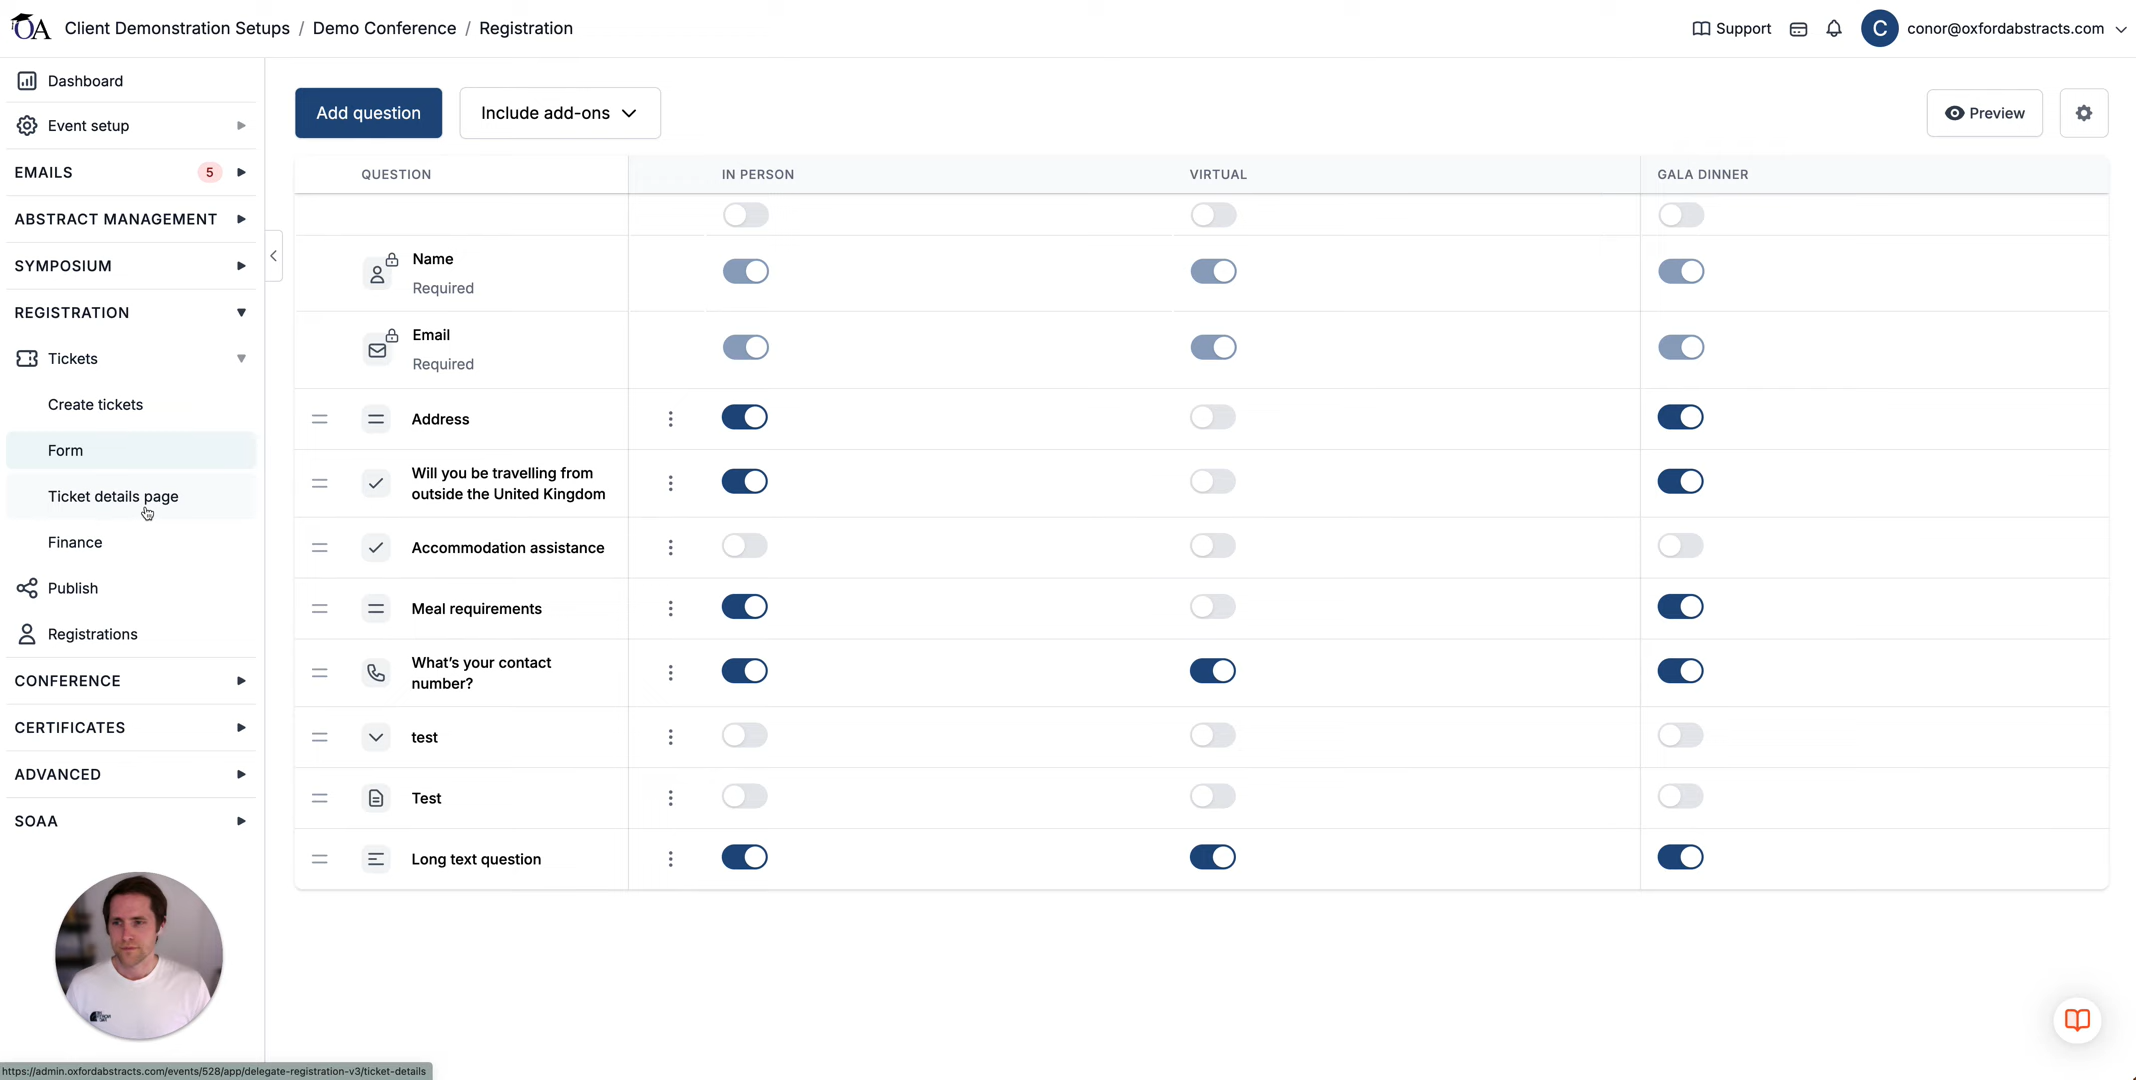 OA
Client Demonstration Setups / Demo Conference / Registration
Support
C
conor@oxfordabstracts.com
Dashboard
Event setup
EMAILS
5
ABSTRACT MANAGEMENT
SYMPOSIUM
REGISTRATION
Tickets
Create tickets
Form
Ticket details page
Finance
Publish
Registrations
CONFERENCE
CERTIFICATES
ADVANCED
SOAA
Add question
Include add-ons
Preview
QUESTION
IN PERSON
VIRTUAL
GALA DINNER
Name
Required
Email
Required
Address
Will you be travelling from
outside the United Kingdom
Accommodation assistance
Meal requirements
What's your contact
number?
test
Test
Long text question
https://admin.oxfordabstracts.com/events/528/app/delegate-registration-v3/ticket-details